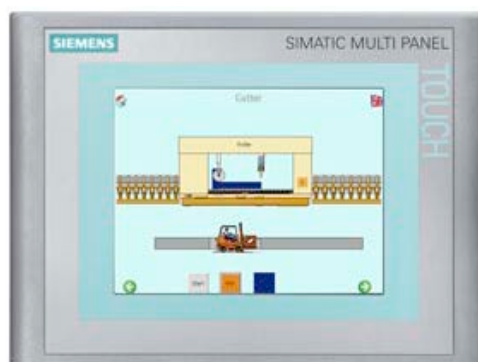 SIEMENS
SIMATIC MULTI PANEL
TOUCH
Cutter
Start